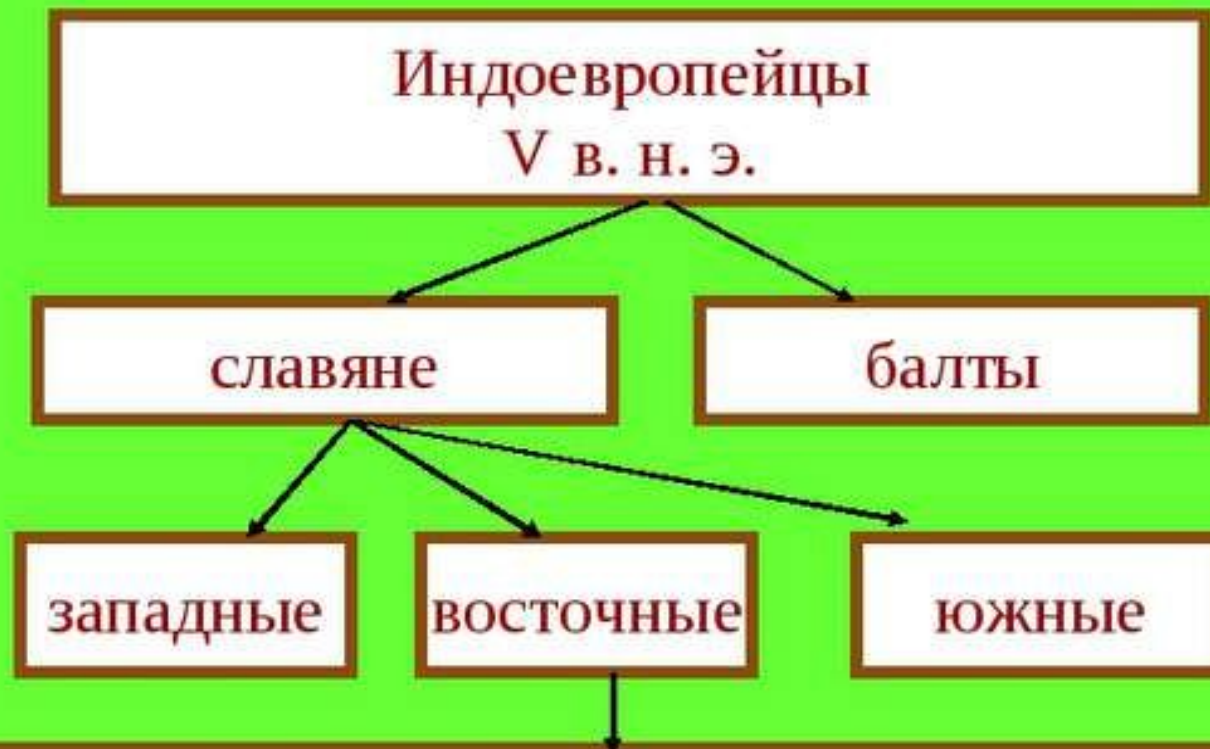 Индоевропейцы
V в. н. э.
славяне
балты
западные
восточные
южные